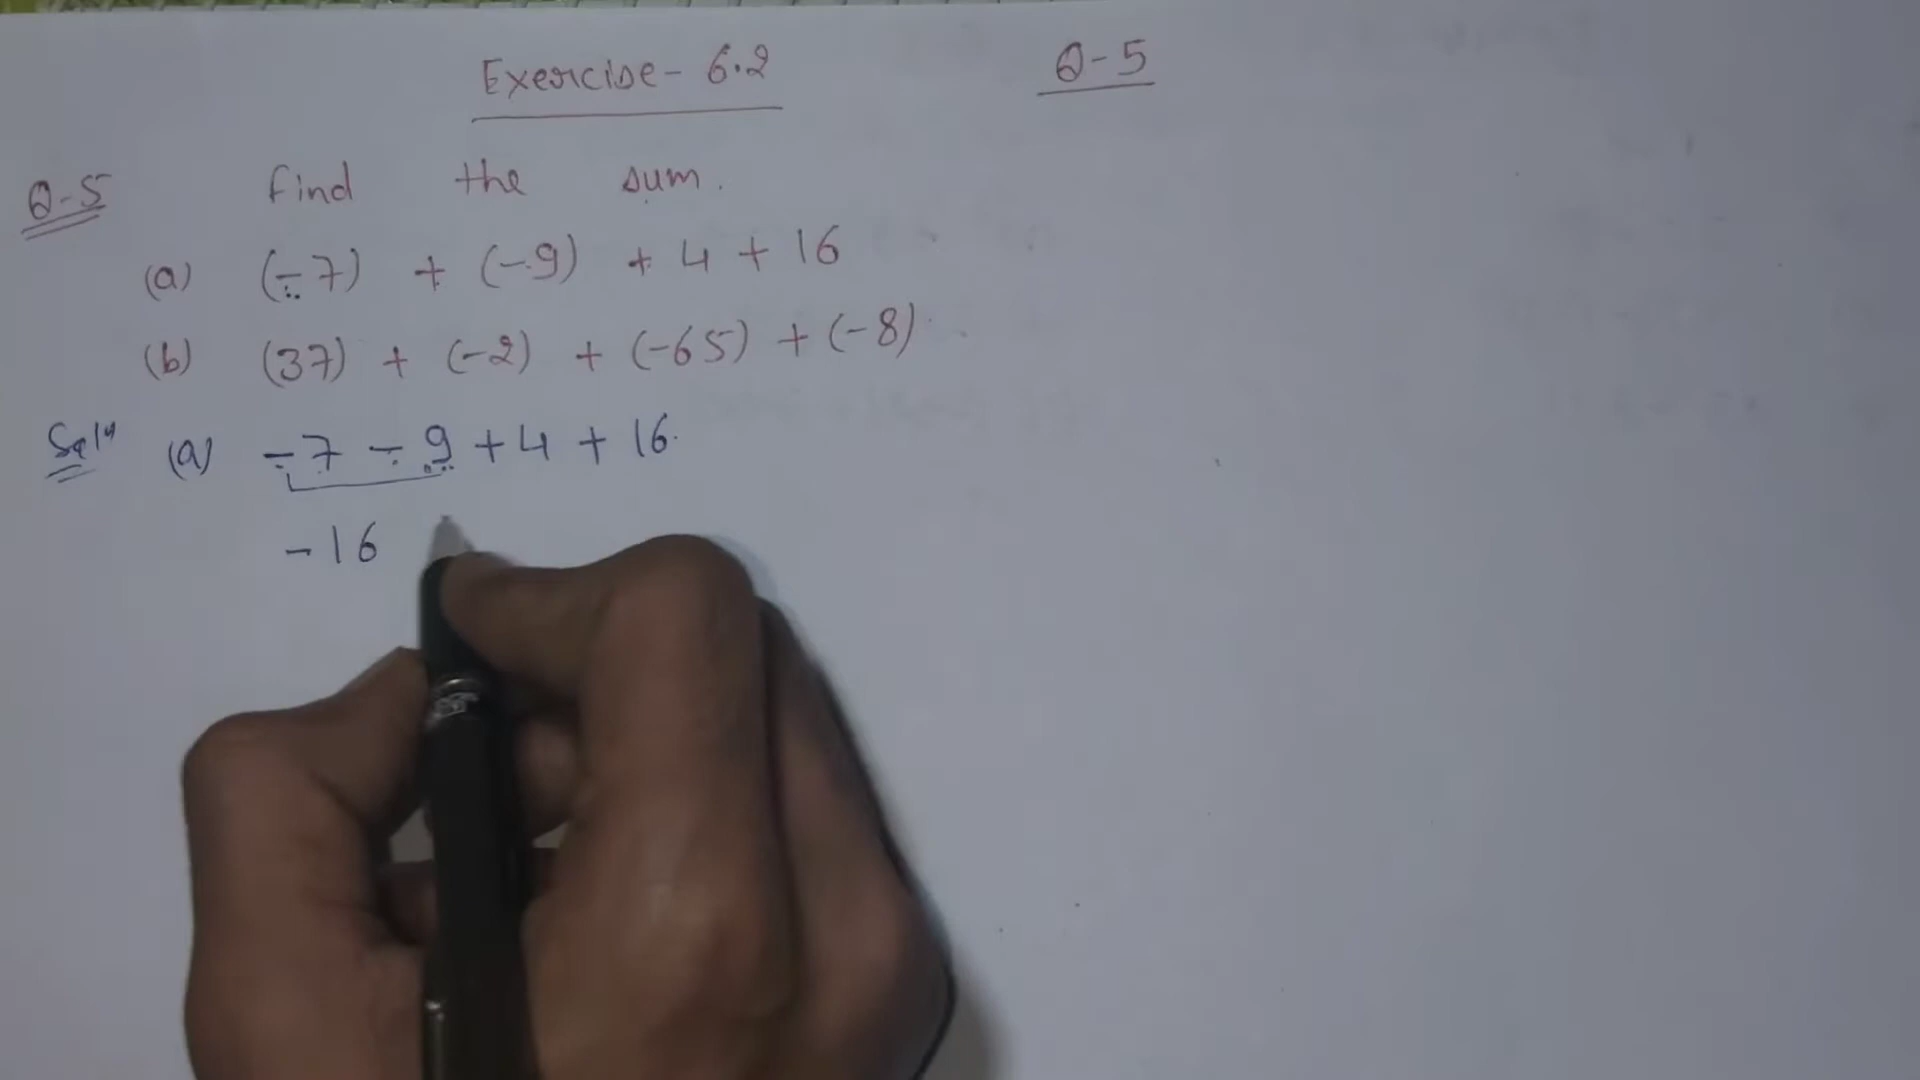 Exercise - 6.2 Q-5
Q-5 Find the sum.
(a) (-7) + (-9) + 4 + 16
(b) (37) + (-2) + (-65) + (-8)
Solⁿ (a) -7 - 9 + 4 + 16
-16